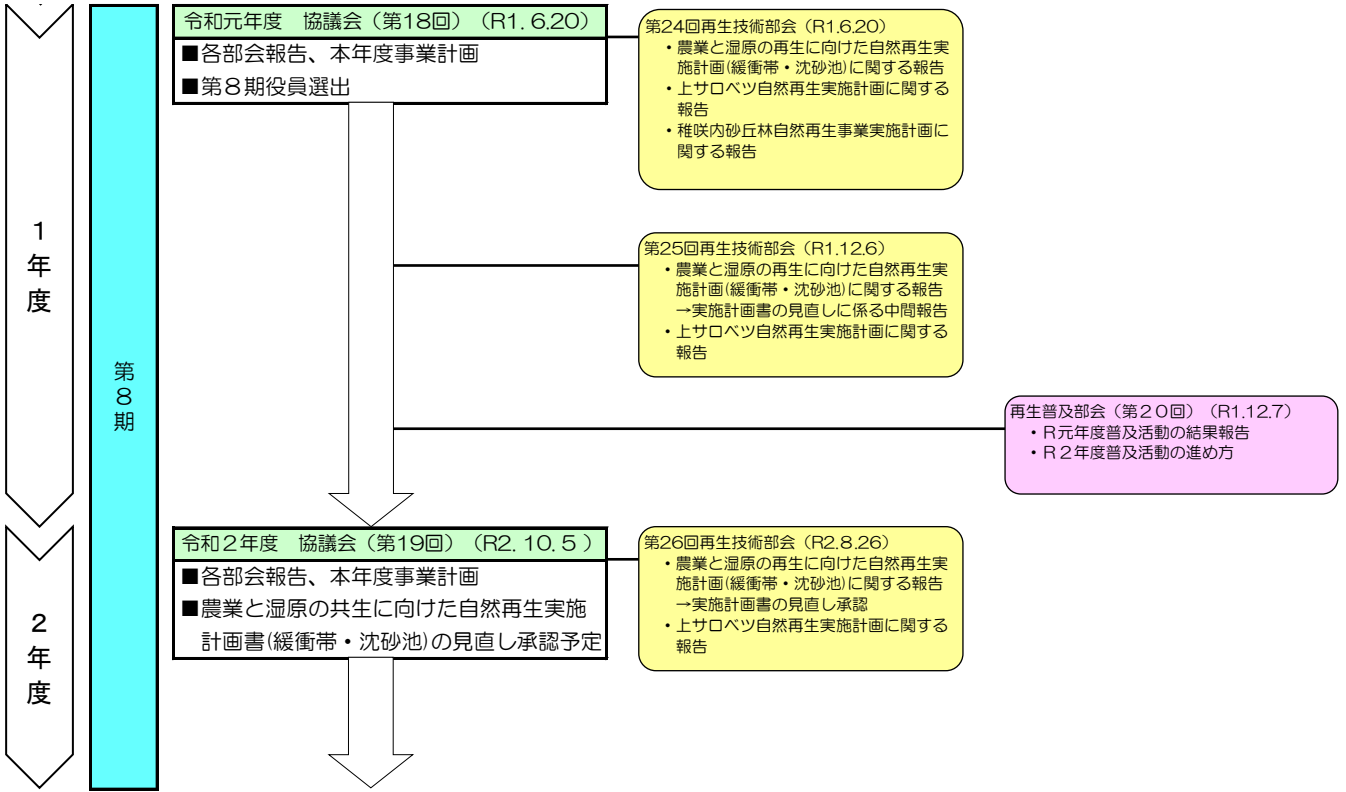 1
年
度
第
8
期
令和元年度　協議会（第18回）（R1.6.20）
■各部会報告、本年度事業計画
■第８期役員選出
第24回再生技術部会（R1.6.20）
・農業と湿原の再生に向けた自然再生実
施計画(緩衝帯・沈砂池)に関する報告
・上サロベツ自然再生実施計画に関する
報告
・稚咲内砂丘林自然再生事業実施計画に
関する報告
第25回再生技術部会（R1.12.6）
・農業と湿原の再生に向けた自然再生実
施計画(緩衝帯・沈砂池)に関する報告
→実施計画書の見直しに係る中間報告
・上サロベツ自然再生実施計画に関する
報告
再生普及部会（第２０回）（R1.12.7）
・Ｒ元年度普及活動の結果報告
・Ｒ２年度普及活動の進め方
2
年
度
令和２年度　協議会（第19回）（R2.10.5）
■各部会報告、本年度事業計画
■農業と湿原の共生に向けた自然再生実施
計画書(緩衝帯・沈砂池)の見直し承認予定
第26回再生技術部会（R2.8.26）
・農業と湿原の再生に向けた自然再生実
施計画(緩衝帯・沈砂池)に関する報告
→実施計画書の見直し承認
・上サロベツ自然再生実施計画に関する
報告